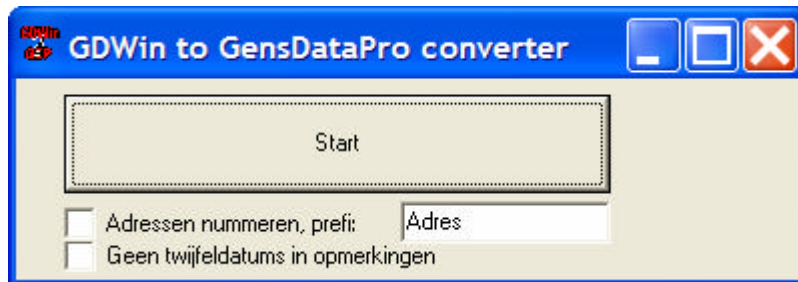 GDWin to GensDataPro converter
Start
Adressen nummeren, prefi: Adres
Geen twijfeldatums in opmerkingen